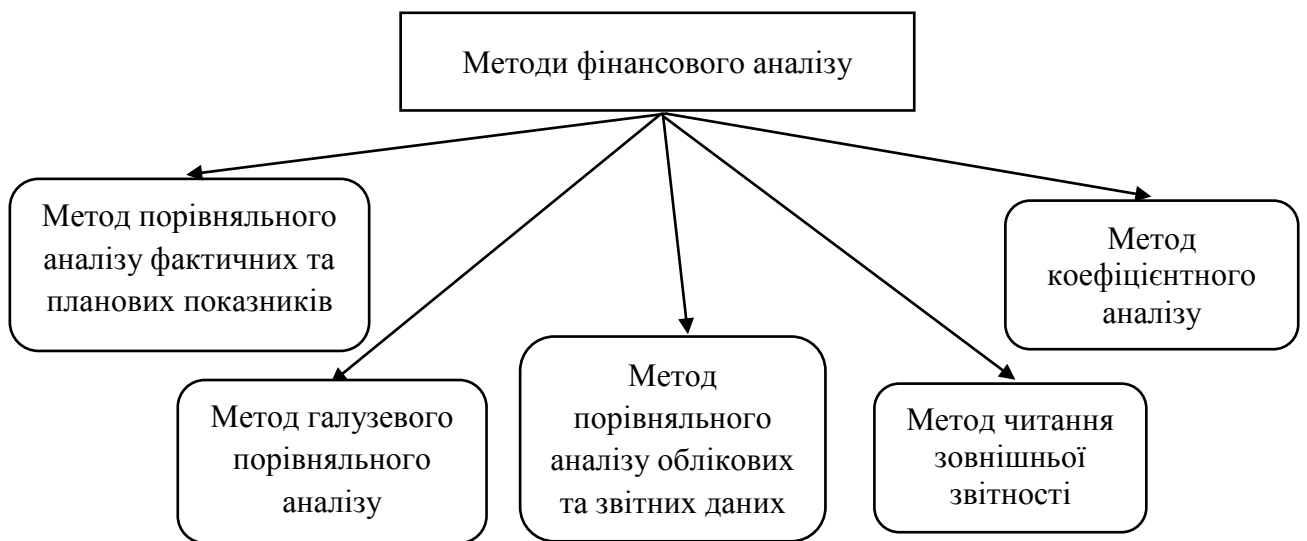 Методи фінансового аналізу
Метод порівняльного
аналізу фактичних та
планових показників
Метод
коефіцієнтного
аналізу
Метод галузевого
порівняльного
аналізу
Метод
порівняльного
аналізу облікових
та звітних даних
Метод читання
зовнішньої
звітності